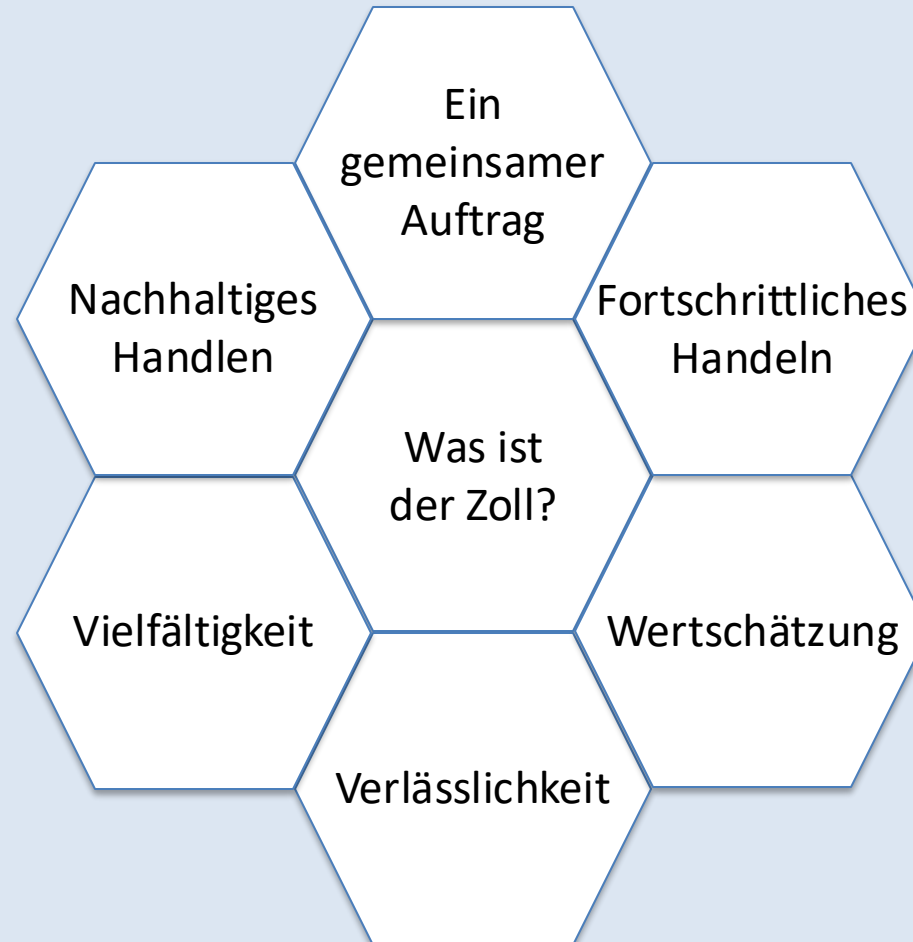 Ein
gemeinsamer
Auftrag
Nachhaltiges
Handlen
Fortschrittliches
Handeln
Was ist
der Zoll?
Vielfältigkeit
Wertschätzung
Verlässlichkeit